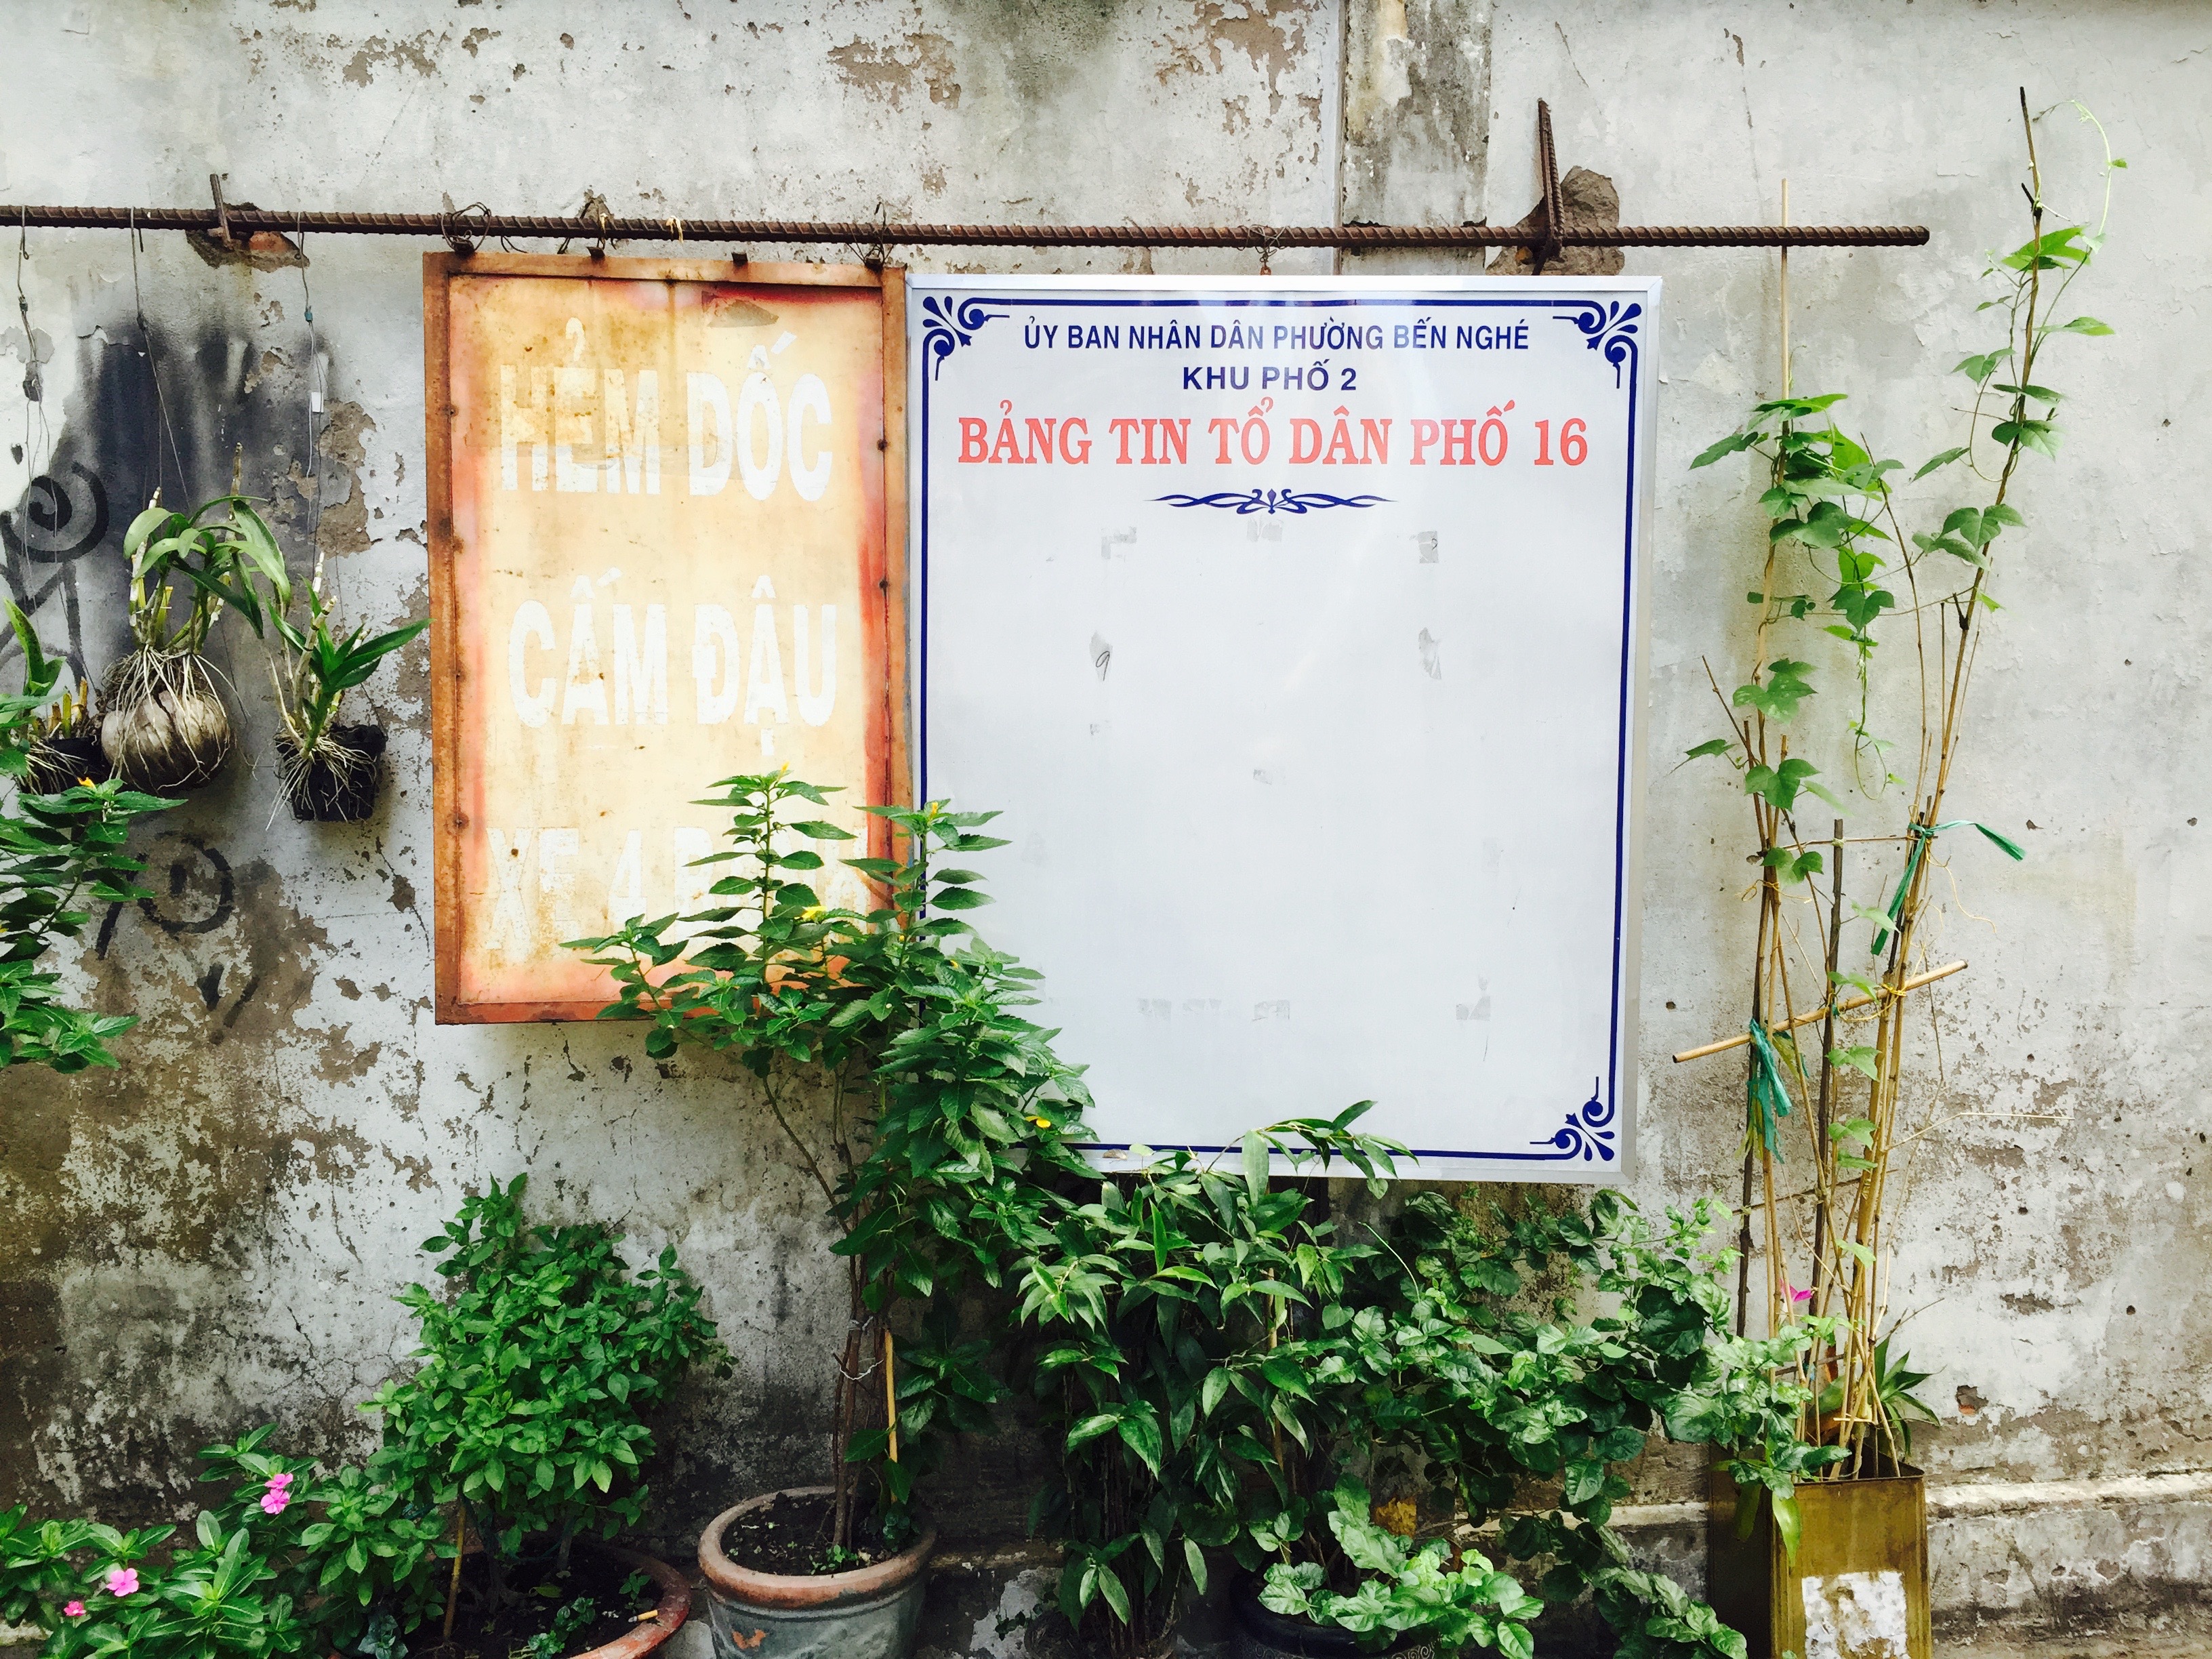 HẺM DỐC
CẤM ĐẬU
XE 4
ỦY BAN NHÂN DÂN PHƯỜNG BẾN NGHÉ
KHU PHỐ 2
BẢNG TIN TỔ DÂN PHỐ 16